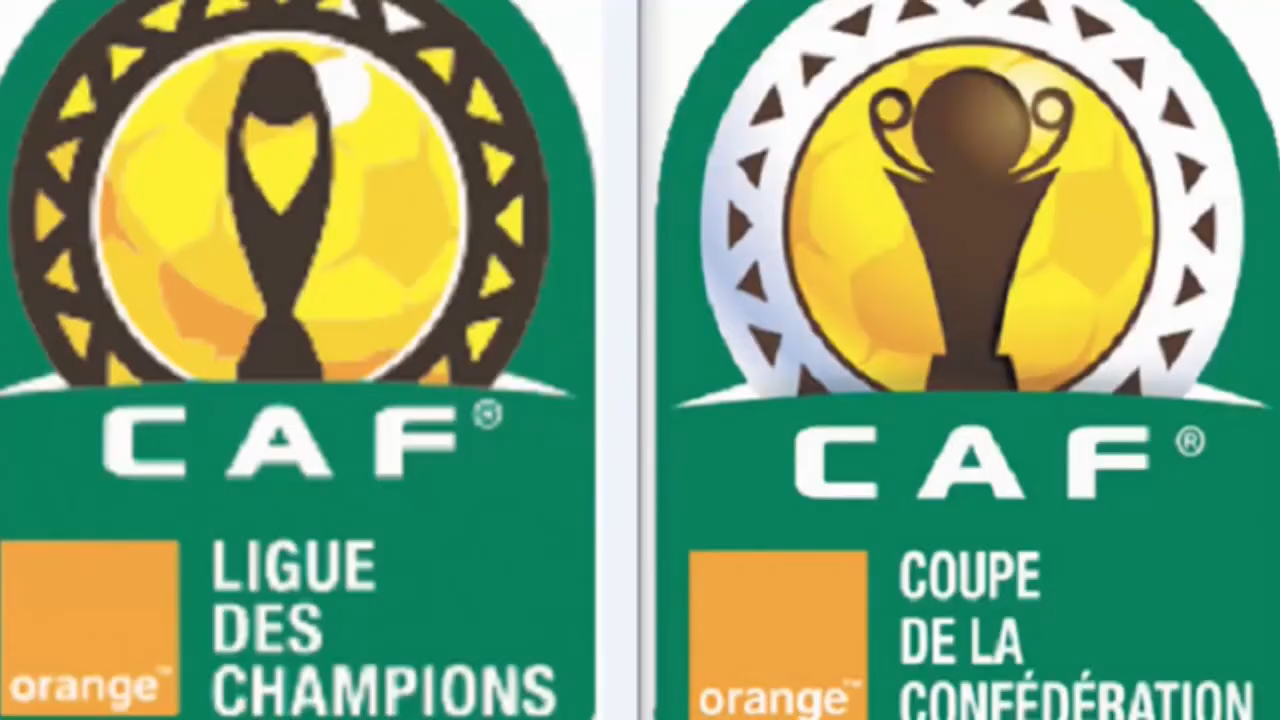 CAF®
orange™
LIGUE
DES
CHAMPIONS
CAF®
orange™
COUPE
DE LA
CONFÉDÉRATION